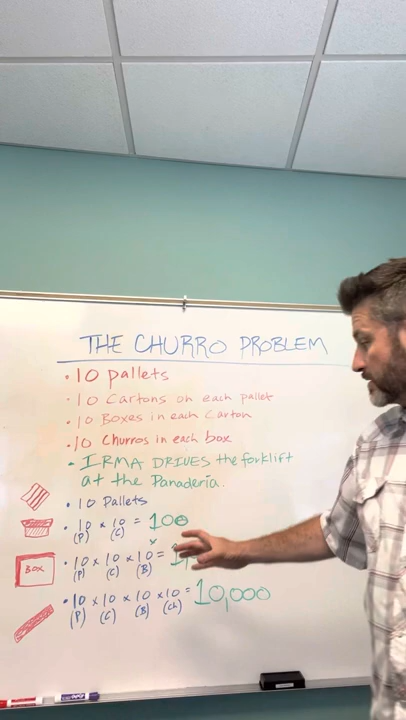 THE CHURRO PROBLEM
• 10 pallets
• 10 Cartons on each pallet
• 10 Boxes in each Carton
• 10 Churros in each box
• IRMA DRIVES the forklift
at the Panadería.
• 10 Pallets
• 10 x 10 = 100
(P) (C)
BOX
• 10 x 10 x 10 =
(P) (C) (B)
• 10 x 10 x 10 x 10 = 10,000
(P) (C) (B) (ch)